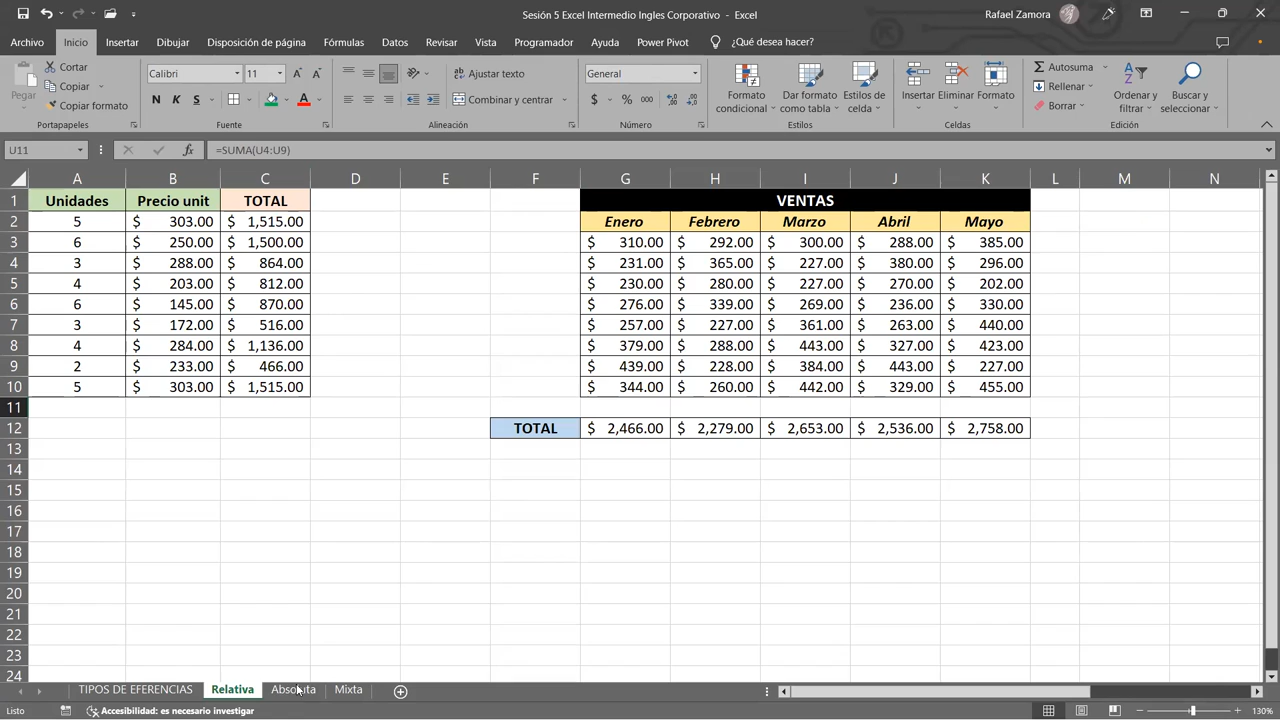 Sesión 5 Excel Intermedio Ingles Corporativo - Excel
Rafael Zamora
Archivo Inicio Insertar Dibujar Disposición de página Fórmulas Datos Revisar Vista Programador Ayuda Power Pivot ¿Qué desea hacer?
Pegar
Cortar
Copiar
Copiar formato
Portapapeles
Calibri 11
N K S
Fuente
Ajustar texto
Combinar y centrar
Alineación
General
$ % 000
Número
Formato condicional
Dar formato como tabla
Estilos de celda
Estilos
Insertar Eliminar Formato
Celdas
Autosuma
Rellenar
Borrar
Ordenar y filtrar
Buscar y seleccionar
Edición
U11 fx =SUMA(U4:U9)
A B C D E F G H I J K L M N
1 Unidades Precio unit TOTAL VENTAS
2 5 $ 303.00 $ 1,515.00 Enero Febrero Marzo Abril Mayo
3 6 $ 250.00 $ 1,500.00 $ 310.00 $ 292.00 $ 300.00 $ 288.00 $ 385.00
4 3 $ 288.00 $ 864.00 $ 231.00 $ 365.00 $ 227.00 $ 380.00 $ 296.00
5 4 $ 203.00 $ 812.00 $ 230.00 $ 280.00 $ 227.00 $ 270.00 $ 202.00
6 6 $ 145.00 $ 870.00 $ 276.00 $ 339.00 $ 269.00 $ 236.00 $ 330.00
7 3 $ 172.00 $ 516.00 $ 257.00 $ 227.00 $ 361.00 $ 263.00 $ 440.00
8 4 $ 284.00 $ 1,136.00 $ 379.00 $ 288.00 $ 443.00 $ 327.00 $ 423.00
9 2 $ 233.00 $ 466.00 $ 439.00 $ 228.00 $ 384.00 $ 443.00 $ 227.00
10 5 $ 303.00 $ 1,515.00 $ 344.00 $ 260.00 $ 442.00 $ 329.00 $ 455.00
11
12 TOTAL $ 2,466.00 $ 2,279.00 $ 2,653.00 $ 2,536.00 $ 2,758.00
13
14
15
16
17
18
19
20
21
22
23
24
TIPOS DE EFERENCIAS Relativa Absoluta Mixta
Listo Accesibilidad: es necesario investigar 130%